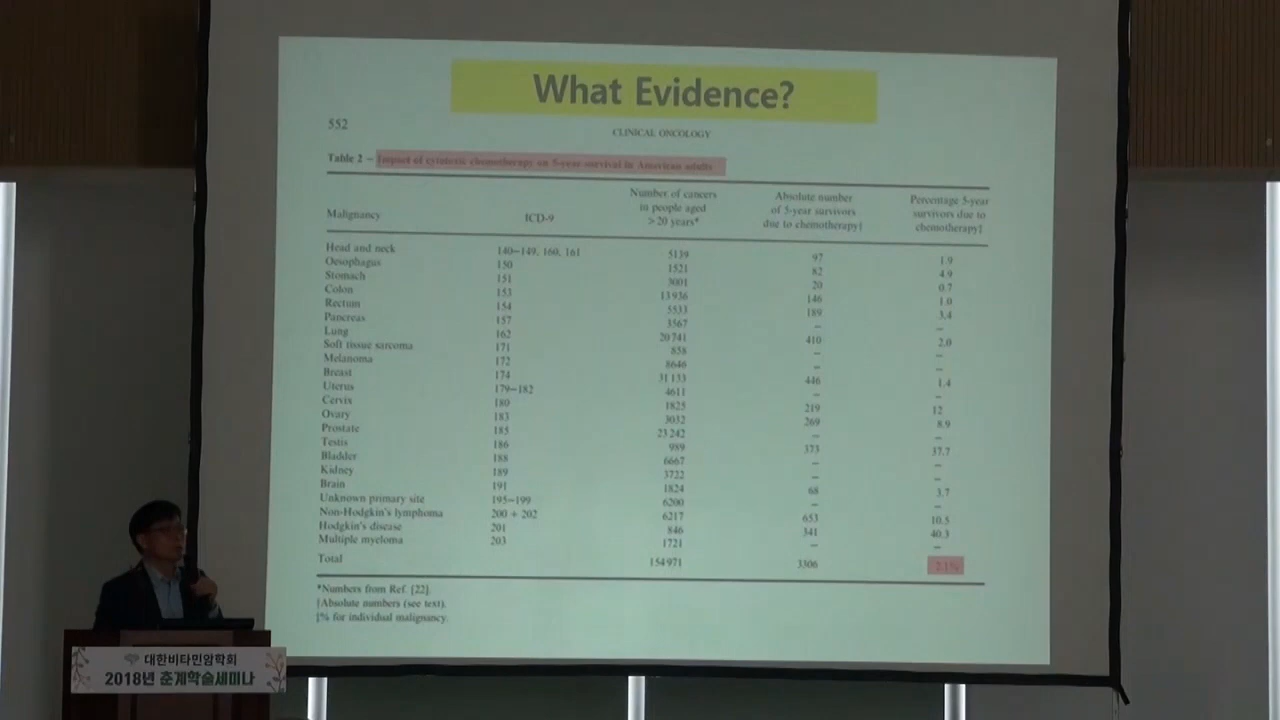 What Evidence?
552
CLINICAL ONCOLOGY
Table 2 – Impact of cytotoxic chemotherapy on 5-year survival in American adults
Malignancy ICD-9 Number of cancers in people aged >20 years* Absolute number of 5-year survivors due to chemotherapy† Percentage 5-year survivors due to chemotherapy‡
Head and neck 140–149, 160, 161 5139 97 1.9
Oesophagus 150 1521 82 4.9
Stomach 151 3001 20 0.7
Colon 153 13936 146 1.0
Rectum 154 5533 189 3.4
Pancreas 157 3567 – –
Lung 162 20741 410 2.0
Soft tissue sarcoma 171 858 – –
Melanoma 172 8646 – –
Breast 174 31133 446 1.4
Uterus 179–182 4611 – –
Cervix 180 1825 219 12
Ovary 183 3032 269 8.9
Prostate 185 23242 – –
Testis 186 989 373 37.7
Bladder 188 6667 – –
Kidney 189 3722 – –
Brain 191 1824 68 3.7
Unknown primary site 195–199 6200 – –
Non-Hodgkin's lymphoma 200 + 202 6217 653 10.5
Hodgkin's disease 201 846 341 40.3
Multiple myeloma 203 1721 – –
Total 154971 3306 2.1%
*Numbers from Ref. [22].
†Absolute numbers (see text).
‡% for individual malignancy.
대한비타민암학회
2018년 춘계학술세미나